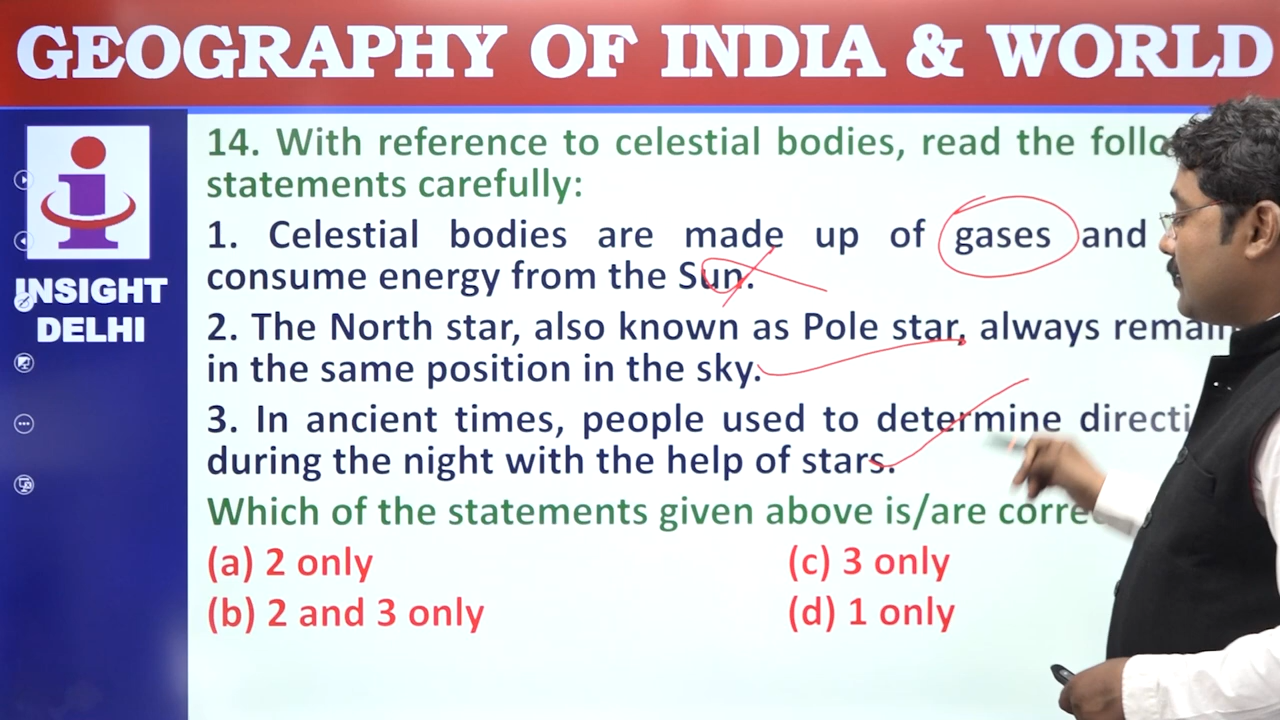 GEOGRAPHY OF INDIA & WORLD
INSIGHT
DELHI
14. With reference to celestial bodies, read the
statements carefully:
1. Celestial bodies are made up of gases and
consume energy from the Sun.
2. The North star, also known as Pole star, always
in the same position in the sky.
3. In ancient times, people used to determine
during the night with the help of stars.
Which of the statements given above is/are
(a) 2 only
(c) 3 only
(b) 2 and 3 only
(d) 1 only